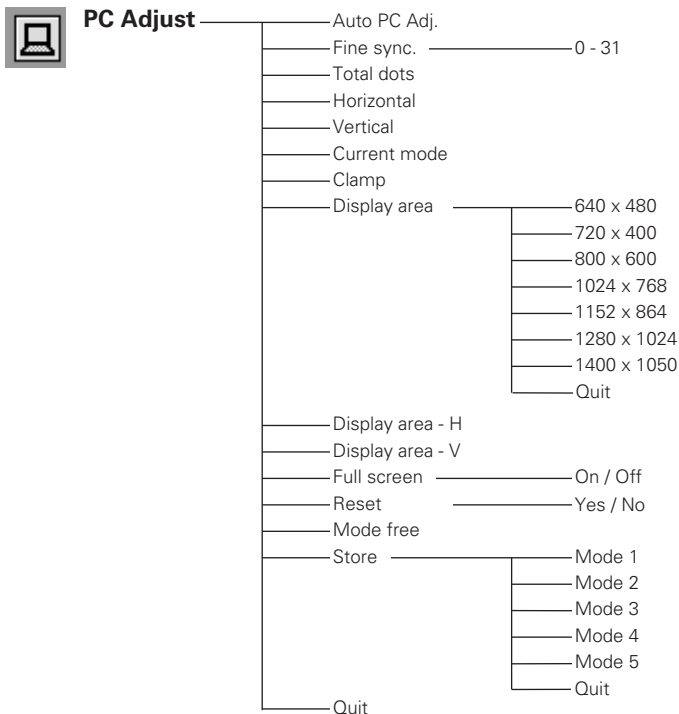 PC Adjust
Auto PC Adj.
Fine sync. 0 - 31
Total dots
Horizontal
Vertical
Current mode
Clamp
Display area 640 x 480
720 x 400
800 x 600
1024 x 768
1152 x 864
1280 x 1024
1400 x 1050
Quit
Display area - H
Display area - V
Full screen On / Off
Reset Yes / No
Mode free
Store Mode 1
Mode 2
Mode 3
Mode 4
Mode 5
Quit
Quit